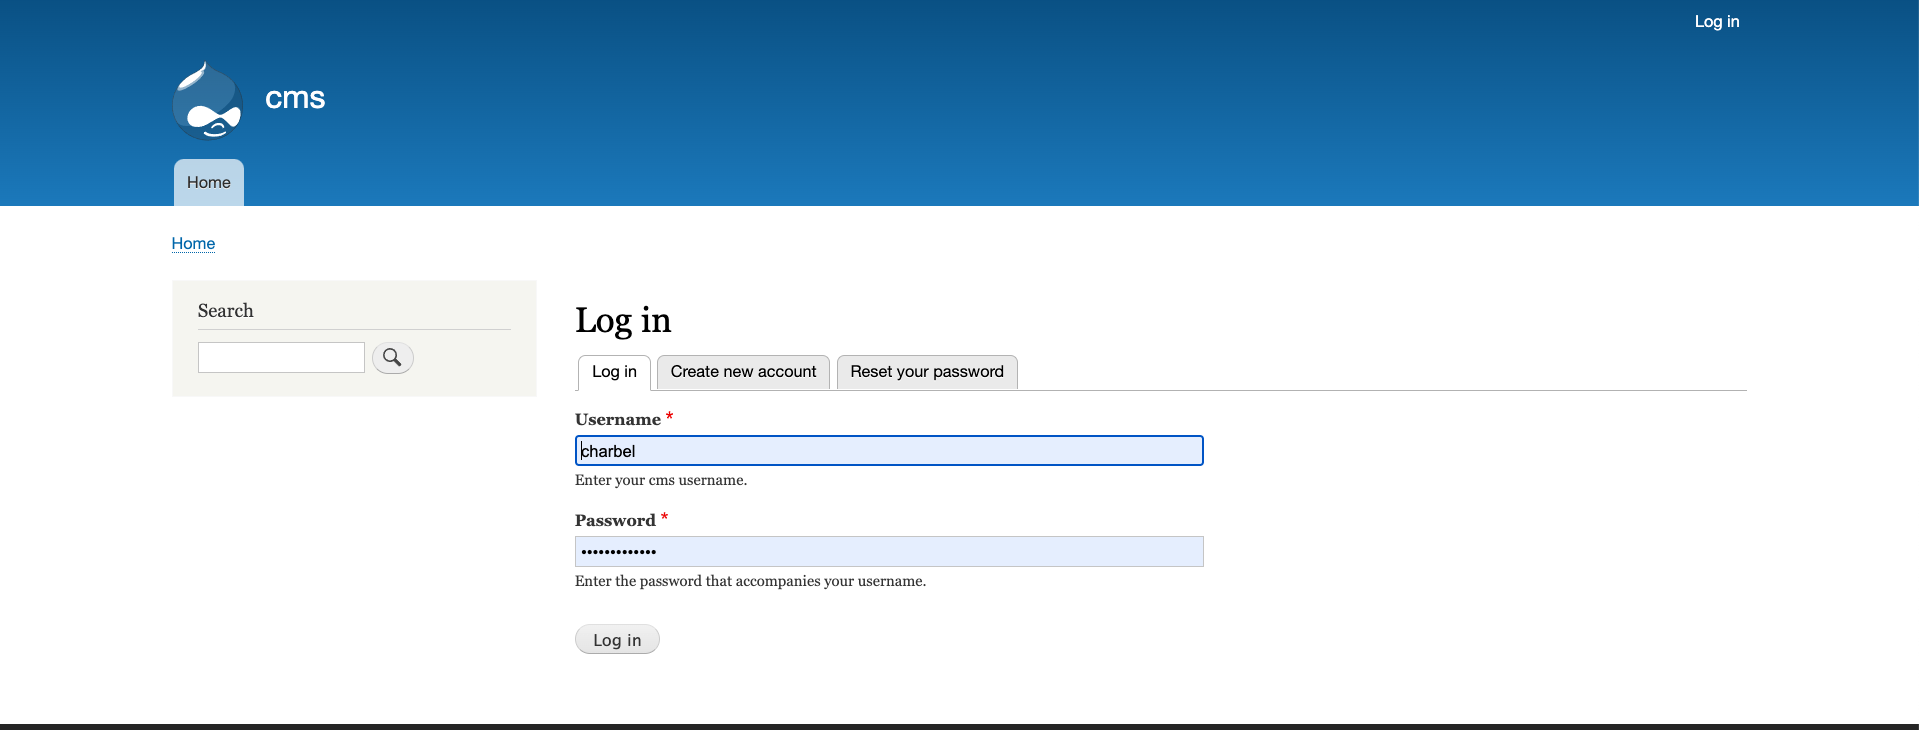 Log in
cms
Home
Home
Search
Log in
Log in
Create new account
Reset your password
Username *
charbel
Enter your cms username.
Password *
•••••••••••••
Enter the password that accompanies your username.
Log in